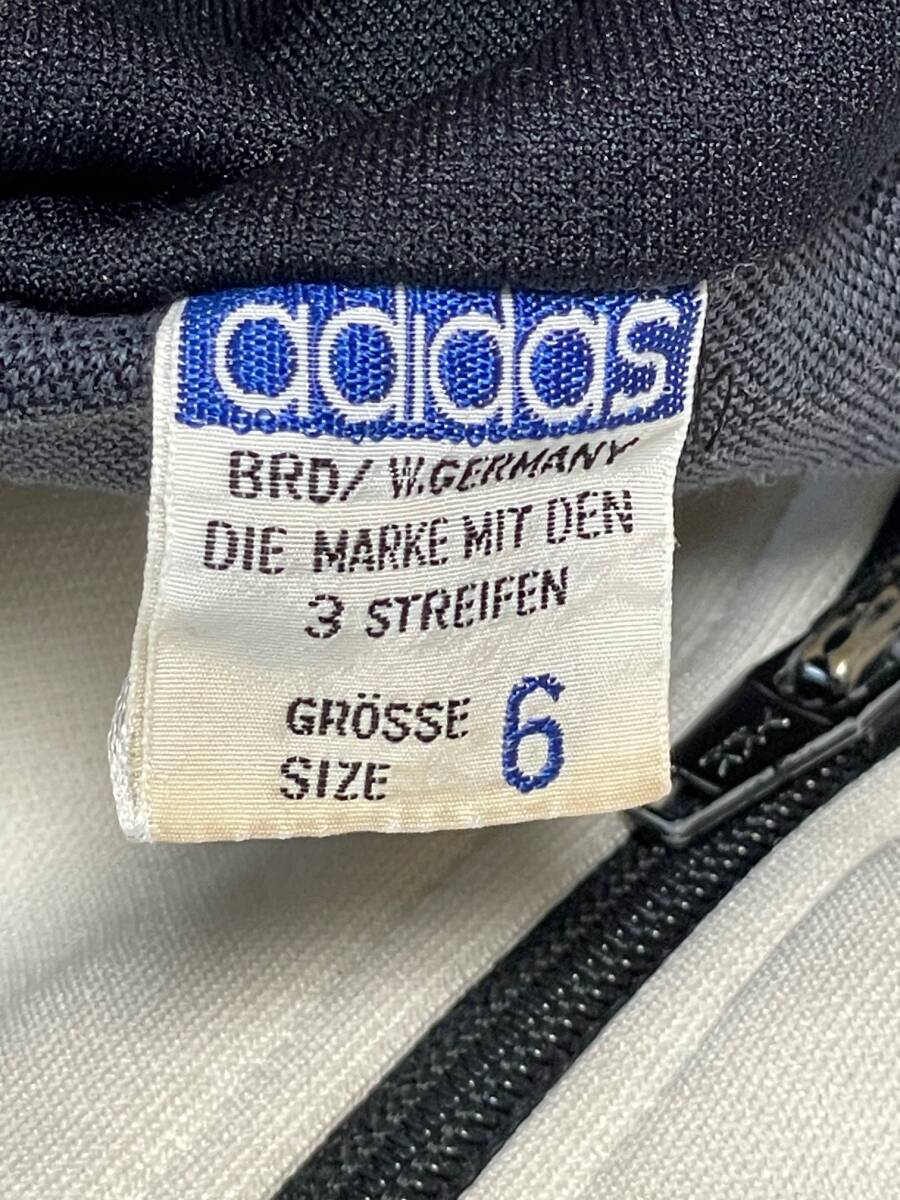 adidas
BRD/ W.GERMANY
DIE MARKE MIT DEN
3 STREIFEN
GRÖSSE
SIZE 6